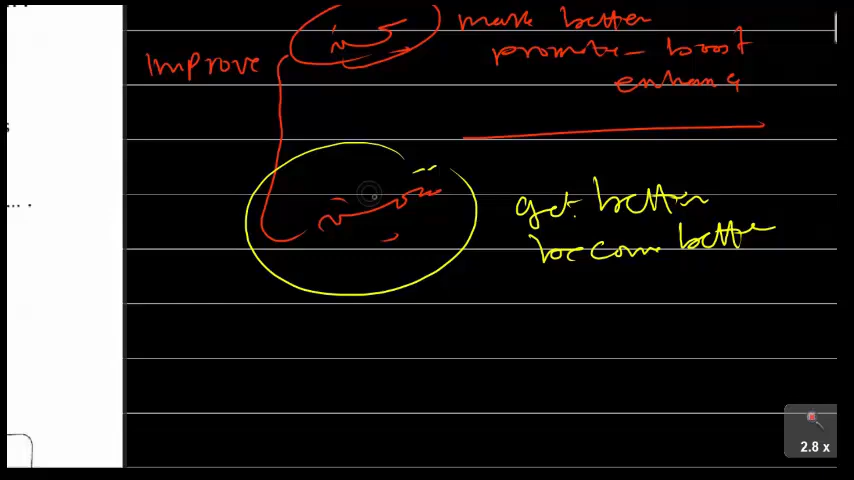 make better
Improve
promote - boost
enhance
get better
become better
2.8 x